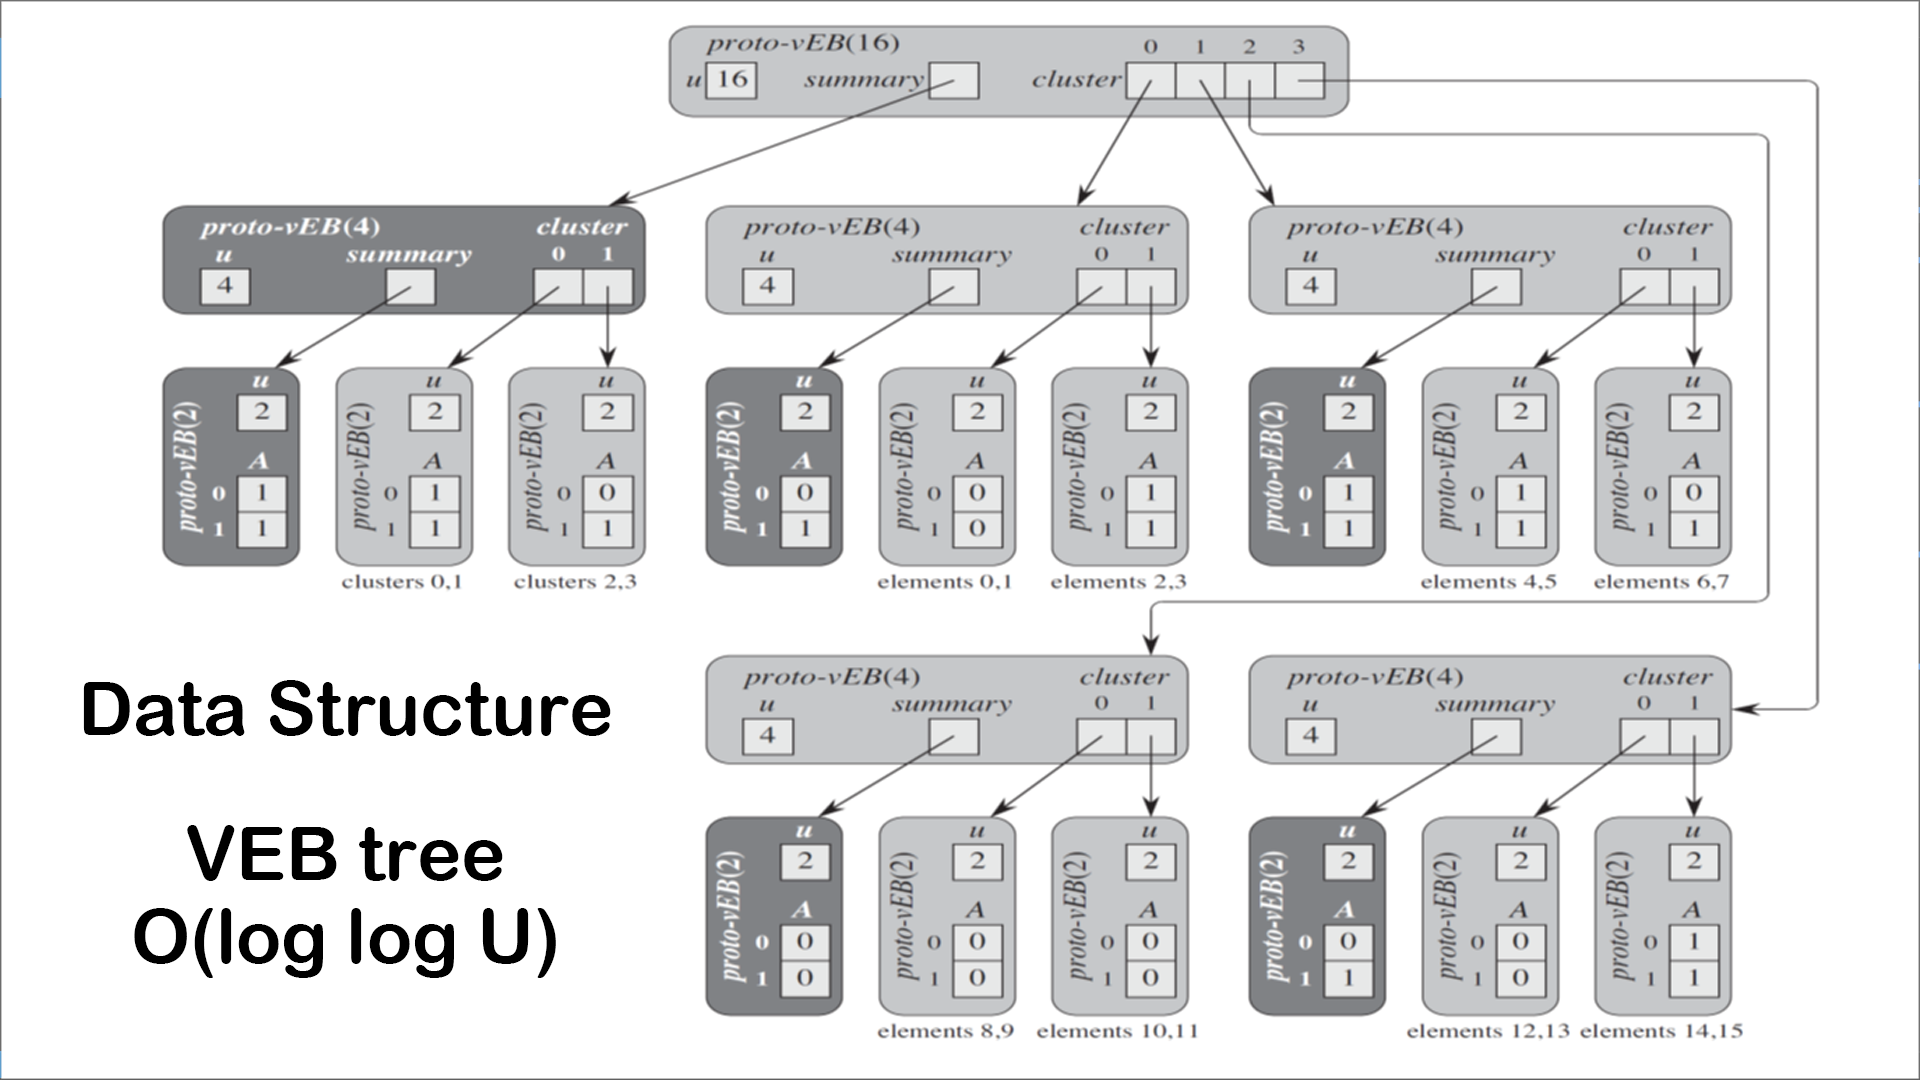 proto-vEB(16)
0 1 2 3
u 16 summary cluster
proto-vEB(4) cluster
u summary 0 1
4
proto-vEB(4) cluster
u summary 0 1
4
proto-vEB(4) cluster
u summary 0 1
4
proto-vEB(2)
u
2
A
0 1
1 1
proto-vEB(2)
u
2
A
0 1
1 1
clusters 0,1
proto-vEB(2)
u
2
A
0 0
1 1
clusters 2,3
proto-vEB(2)
u
2
A
0 0
1 1
proto-vEB(2)
u
2
A
0 0
1 0
elements 0,1
proto-vEB(2)
u
2
A
0 1
1 1
elements 2,3
proto-vEB(2)
u
2
A
0 1
1 1
proto-vEB(2)
u
2
A
0 1
1 1
elements 4,5
proto-vEB(2)
u
2
A
0 0
1 1
elements 6,7
Data Structure
VEB tree
O(log log U)
proto-vEB(4) cluster
u summary 0 1
4
proto-vEB(4) cluster
u summary 0 1
4
proto-vEB(2)
u
2
A
0 0
1 0
proto-vEB(2)
u
2
A
0 0
1 0
elements 8,9
proto-vEB(2)
u
2
A
0 0
1 0
elements 10,11
proto-vEB(2)
u
2
A
0 0
1 1
proto-vEB(2)
u
2
A
0 0
1 0
elements 12,13
proto-vEB(2)
u
2
A
0 1
1 1
elements 14,15